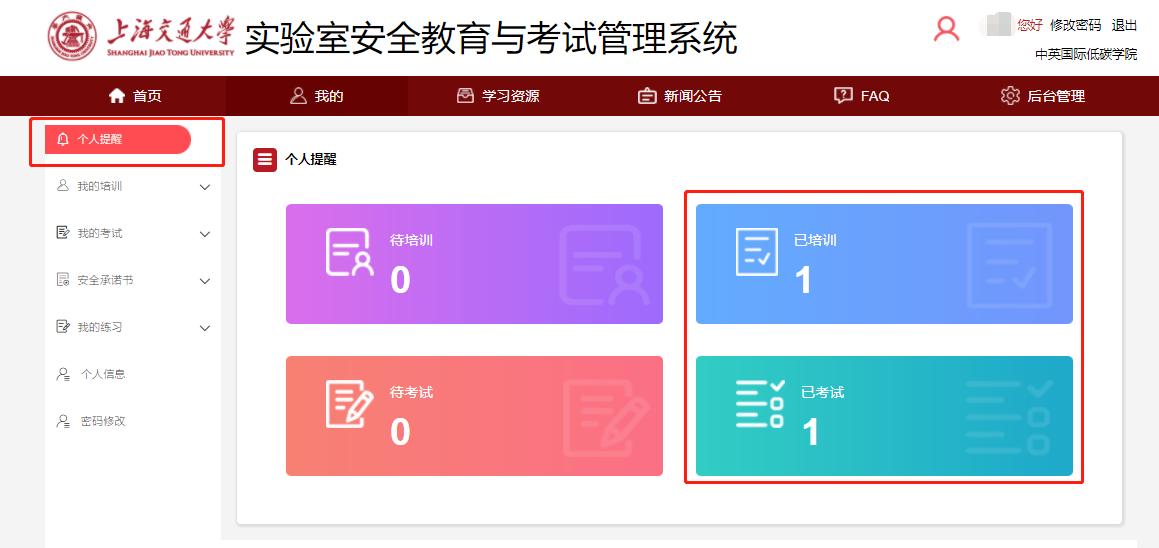 上海交通大学
SHANGHAI JIAO TONG UNIVERSITY
实验室安全教育与考试管理系统
您好 修改密码 退出
中英国际低碳学院
首页 我的 学习资源 新闻公告 FAQ 后台管理
个人提醒
我的培训
我的考试
安全承诺书
我的练习
个人信息
密码修改
个人提醒
待培训
0
已培训
1
待考试
0
已考试
1